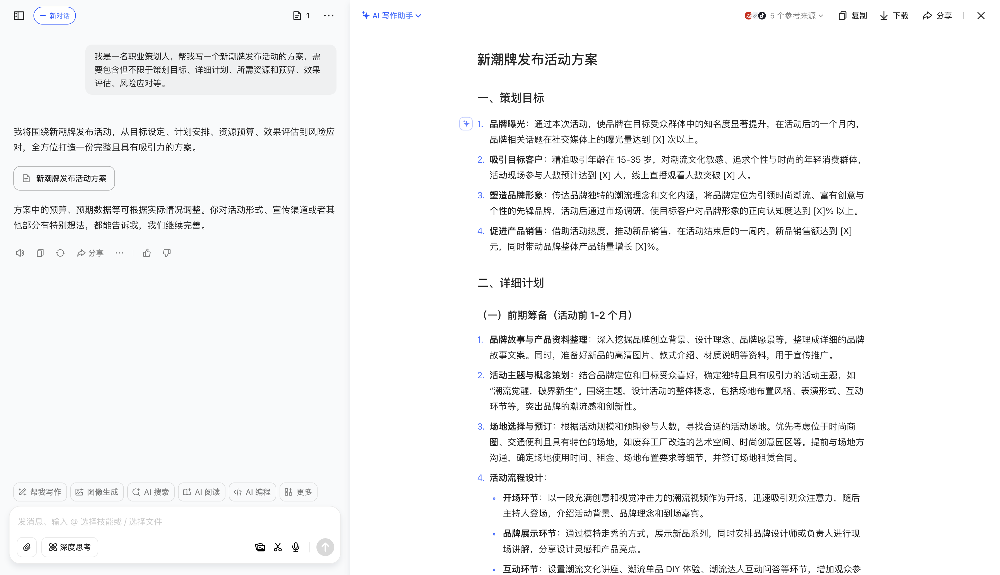 新对话
1
我是一名职业策划人，帮我写一个新潮牌发布活动的方案，需
要包含但不限于策划目标、详细计划、所需资源和预算、效果
评估、风险应对等。
我将围绕新潮牌发布活动，从目标设定、计划安排、资源预算、效果评估到风险应
对，全方位打造一份完整且具有吸引力的方案。
新潮牌发布活动方案
方案中的预算、预期数据等可根据实际情况调整。你对活动形式、宣传渠道或者其
他部分有特别想法，都能告诉我，我们继续完善。
分享
帮我写作
图像生成
AI 搜索
AI 阅读
AI 编程
更多
发消息、输入 @ 选择技能或 / 选择文件
深度思考
AI 写作助手
5 个参考来源
复制
下载
分享
新潮牌发布活动方案
一、策划目标
1. 品牌曝光：通过本次活动，使品牌在目标受众群体中的知名度显著提升，在活动后的一个月内，
品牌相关话题在社交媒体上的曝光量达到 [X] 次以上。
2. 吸引目标客户：精准吸引年龄在 15-35 岁，对潮流文化敏感、追求个性与时尚的年轻消费群体，
活动现场参与人数预计达到 [X] 人，线上直播观看人数突破 [X] 人。
3. 塑造品牌形象：传达品牌独特的潮流理念和文化内涵，将品牌定位为引领时尚潮流、富有创意与
个性的先锋品牌，活动后通过市场调研，使目标客户对品牌形象的正向认知度达到 [X]% 以上。
4. 促进产品销售：借助活动热度，推动新品销售，在活动结束后的一周内，新品销售额达到 [X]
元，同时带动品牌整体产品销量增长 [X]%。
二、详细计划
（一）前期筹备（活动前 1-2 个月）
1. 品牌故事与产品资料整理：深入挖掘品牌创立背景、设计理念、品牌愿景等，整理成详细的品牌
故事文案。同时，准备好新品的高清图片、款式介绍、材质说明等资料，用于宣传推广。
2. 活动主题与概念策划：结合品牌定位和目标受众喜好，确定独特且具有吸引力的活动主题，如
“潮流觉醒，破界新生”。围绕主题，设计活动的整体概念，包括场地布置风格、表演形式、互动
环节等，突出品牌的潮流感和创新性。
3. 场地选择与预订：根据活动规模和预期参与人数，寻找合适的活动场地。优先考虑位于时尚商
圈、交通便利且具有特色的场地，如废弃工厂改造的艺术空间、时尚创意园区等。提前与场地方
沟通，确定场地使用时间、租金、场地布置要求等细节，并签订场地租赁合同。
4. 活动流程设计：
开场环节：以一段充满创意和视觉冲击力的潮流视频作为开场，迅速吸引观众注意力，随后
主持人登场，介绍活动背景、品牌理念和到场嘉宾。
品牌展示环节：通过模特走秀的方式，展示新品系列，同时安排品牌设计师或负责人进行现
场讲解，分享设计灵感和产品亮点。
互动环节：设置潮流文化讲座、潮流单品 DIY 体验、潮流达人互动问答等环节，增加观众参